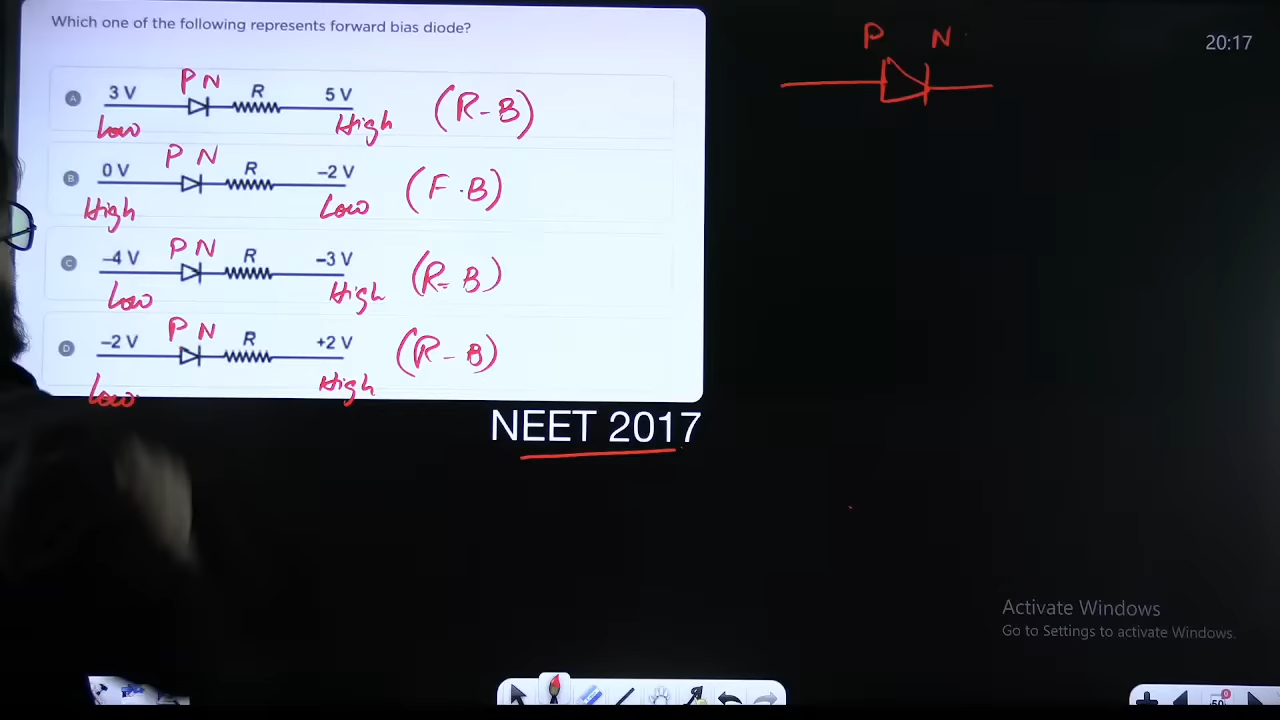 Which one of the following represents forward bias diode?
P N
20:17
A 3 V P N R 5 V (R-B)
Low High
B 0 V P N R -2 V (F.B)
High Low
C -4 V P N R -3 V (R-B)
Low High
D -2 V P N R +2 V (R-B)
Low High
NEET 2017
Activate Windows
Go to Settings to activate Windows.